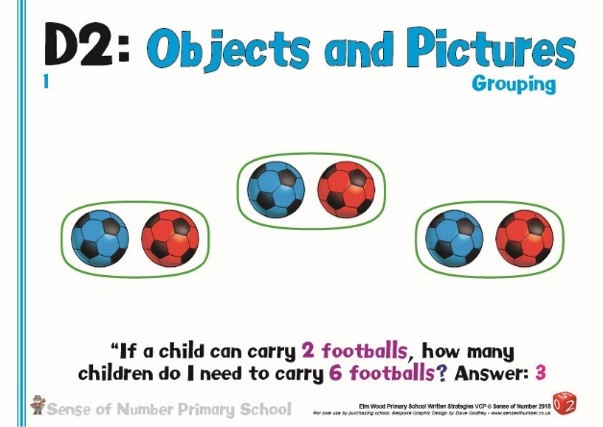 D2: Objects and Pictures
1
Grouping
“If a child can carry 2 footballs, how many
children do I need to carry 6 footballs? Answer: 3
Sense of Number Primary School
Elm Wood Primary School Written Strategies VCP © Sense of Number 2018
For sole use by purchasing school. Bespoke Graphic Design by Dave Godfrey - www.senseofnumber.co.uk
0 2